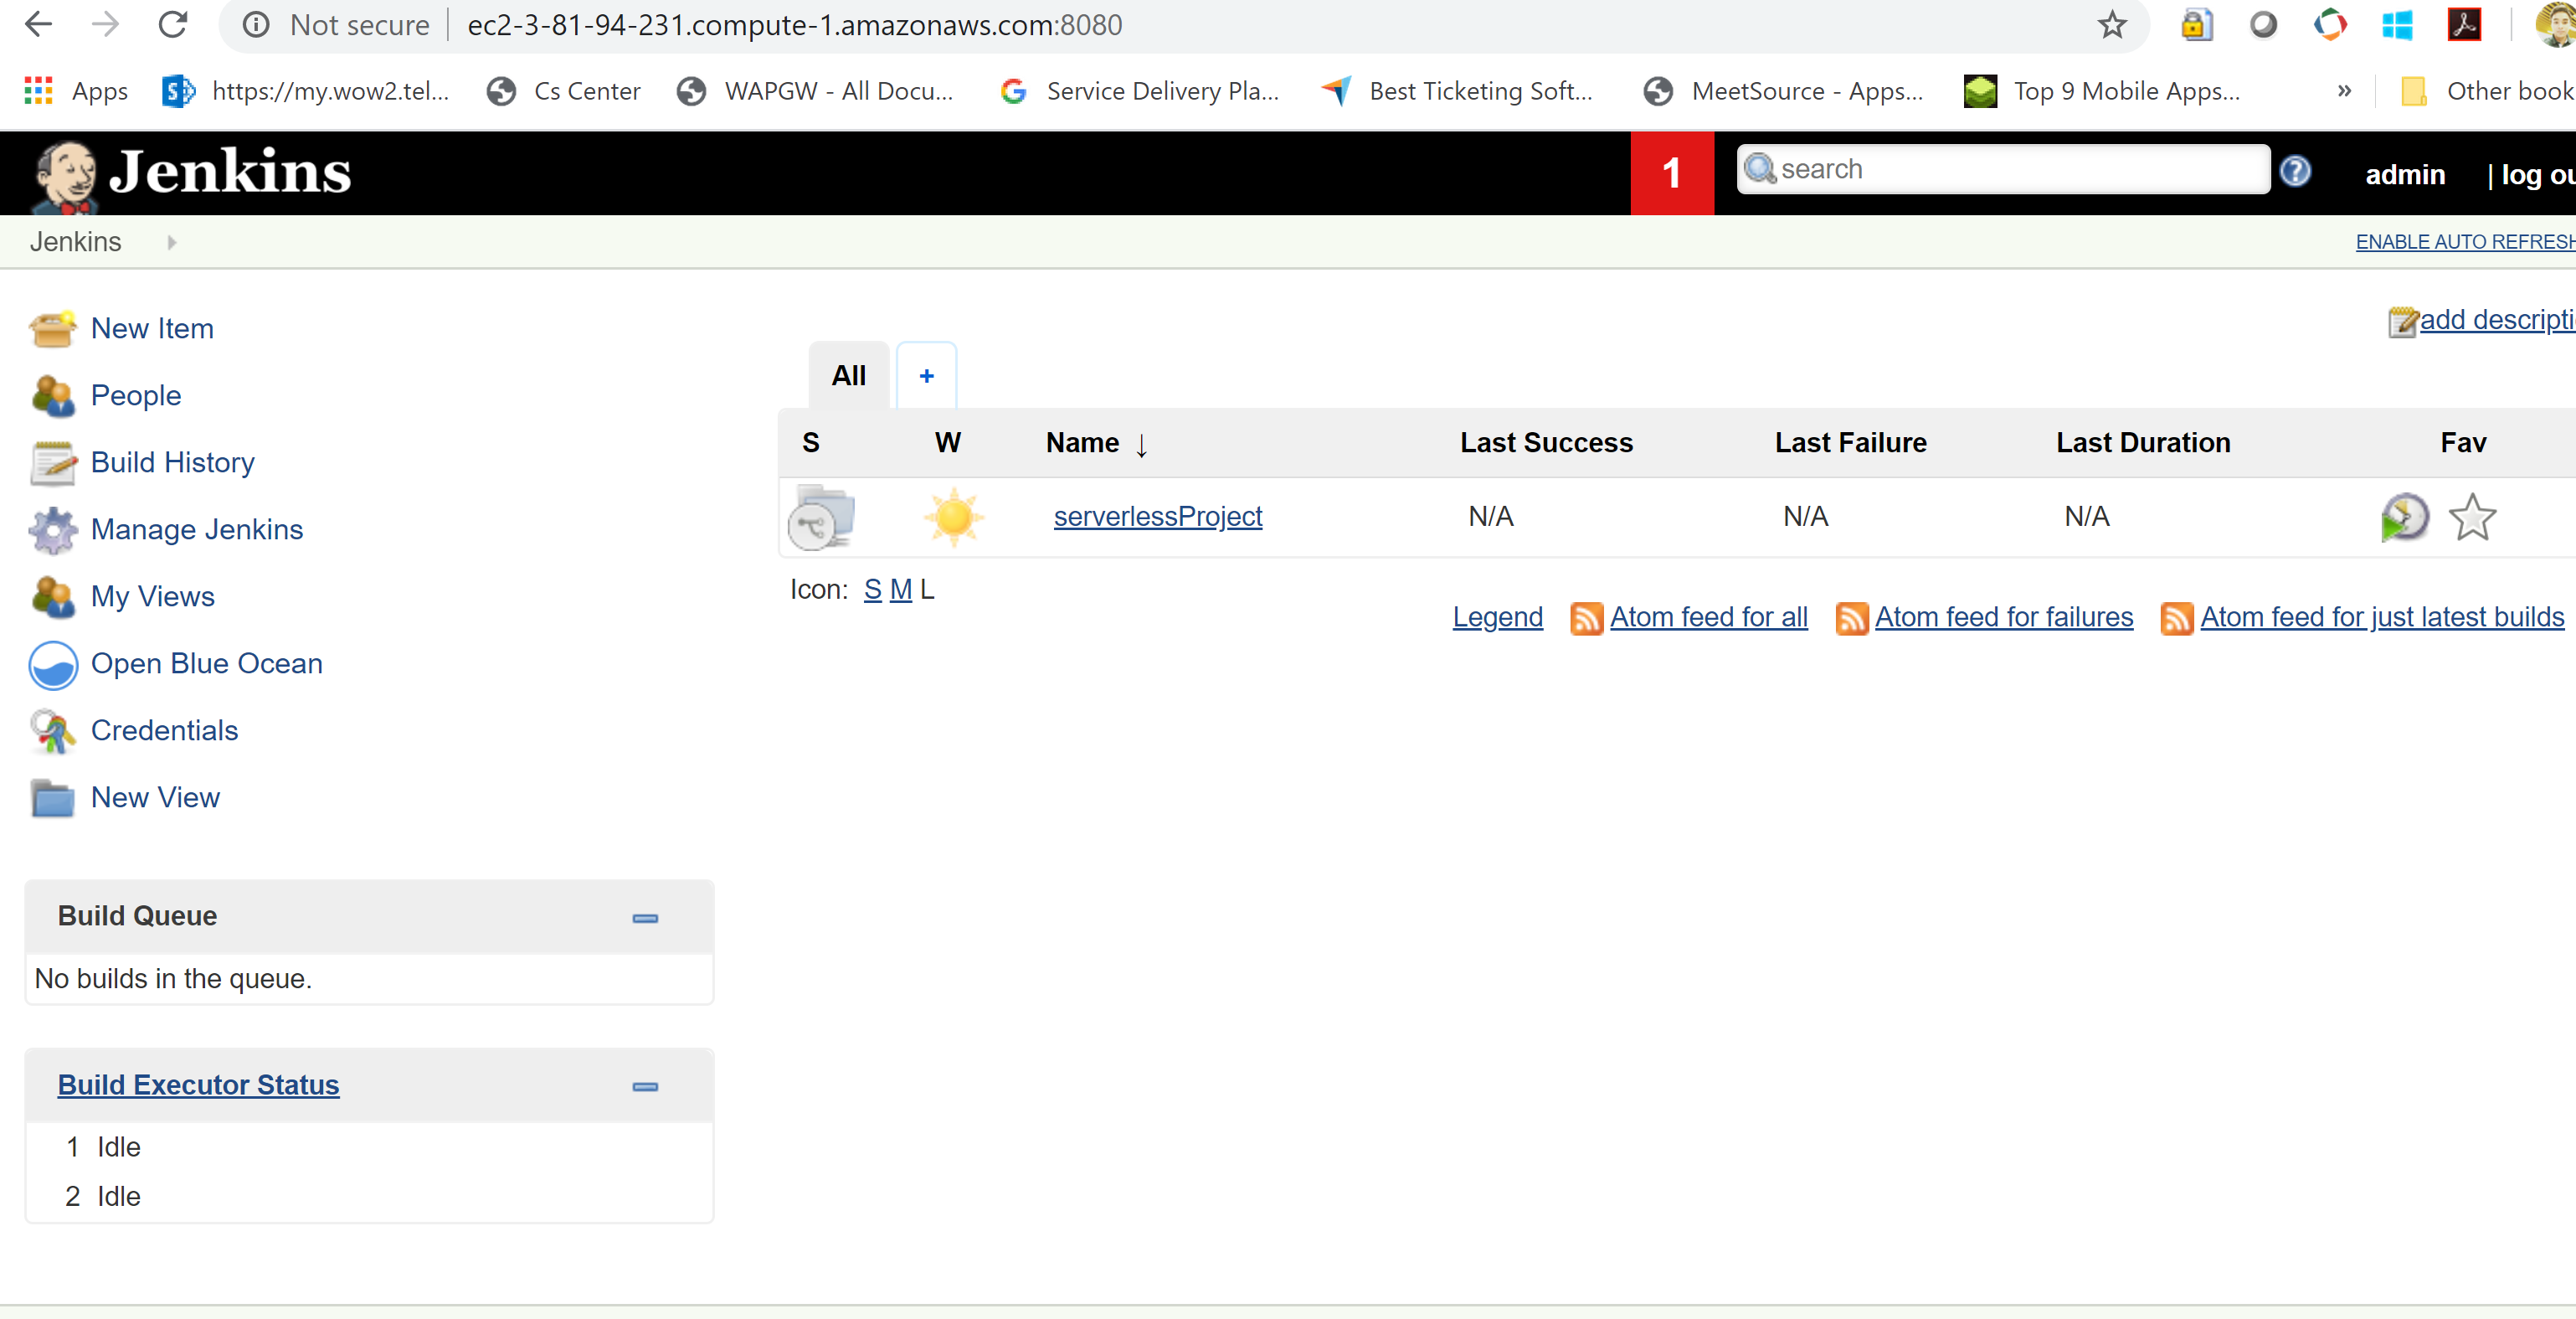 Not secure | ec2-3-81-94-231.compute-1.amazonaws.com:8080
Apps https://my.wow2.tel... Cs Center WAPGW - All Docu... Service Delivery Pla... Best Ticketing Soft... MeetSource - Apps... Top 9 Mobile Apps... » Other book
Jenkins 1 search admin | log ou
Jenkins ENABLE AUTO REFRESH
New Item
add descripti
People
Build History
Manage Jenkins
My Views
Open Blue Ocean
Credentials
New View
All +
S W Name ↓ Last Success Last Failure Last Duration Fav
serverlessProject N/A N/A N/A
Icon: S M L
Legend Atom feed for all Atom feed for failures Atom feed for just latest builds
Build Queue
No builds in the queue.
Build Executor Status
1 Idle
2 Idle